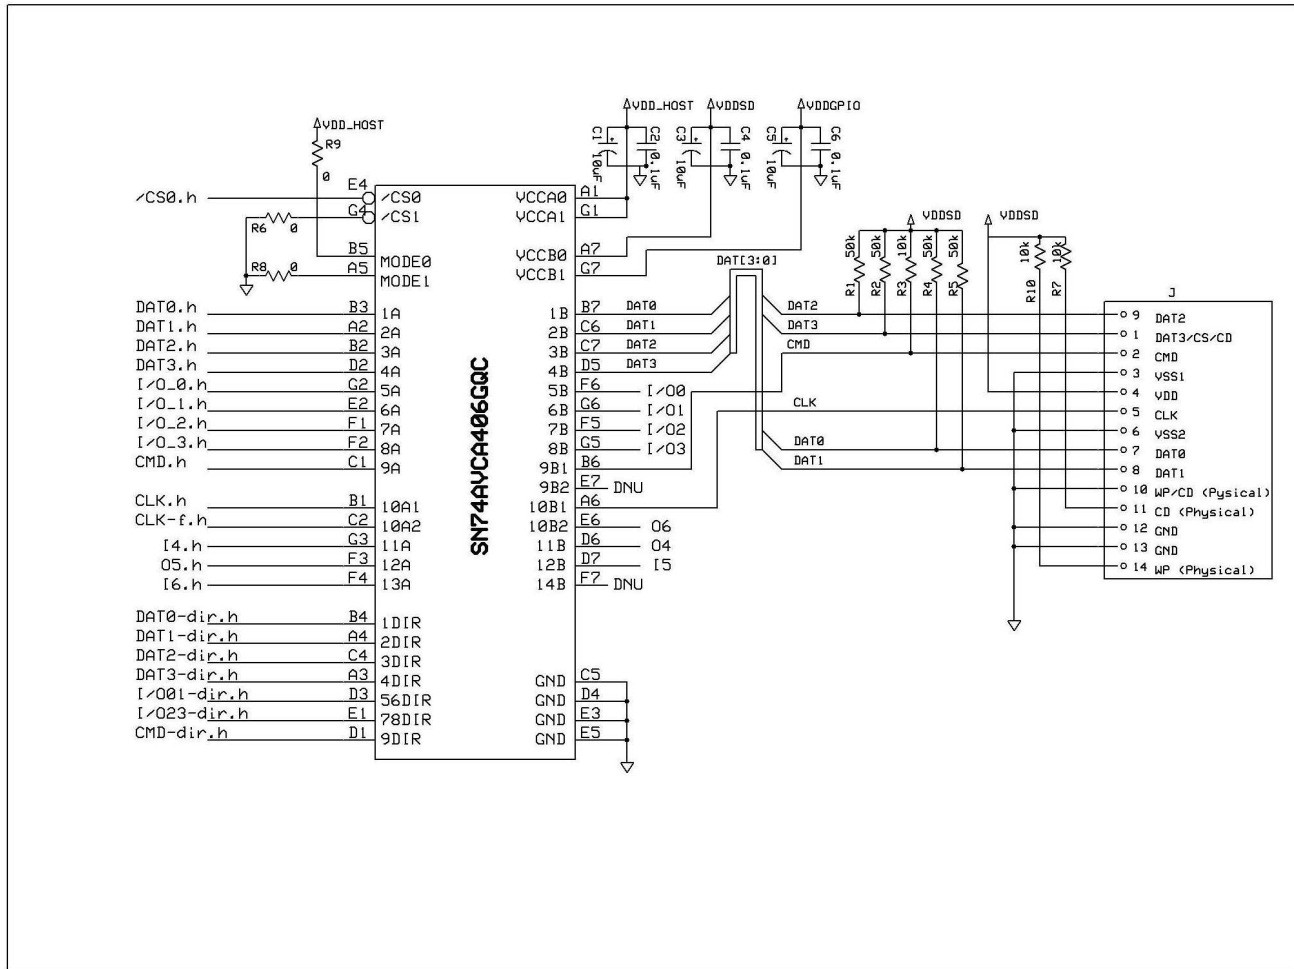 VDD_HOST
R9
0
/CS0.h
E4
/CS0
G4
/CS1
R6
0
B5
MODE0
R8
0
A5
MODE1
DAT0.h B3 1A
DAT1.h A2 2A
DAT2.h B2 3A
DAT3.h D2 4A
I/O_0.h G2 5A
I/O_1.h E2 6A
I/O_2.h F1 7A
I/O_3.h F2 8A
CMD.h C1 9A
CLK.h B1 10A1
CLK-f.h C2 10A2
I4.h G3 11A
O5.h F3 12A
I6.h F4 13A
DAT0-dir.h B4 1DIR
DAT1-dir.h A4 2DIR
DAT2-dir.h C4 3DIR
DAT3-dir.h A3 4DIR
I/O01-dir.h D3 56DIR
I/O23-dir.h E1 78DIR
CMD-dir.h D1 9DIR
SN74AVCA406GQC
VDD_HOST
VDDSD
VDDGPIO
C1 10uF
C2 0.1uF
C3 10uF
C4 0.1uF
C5 10uF
C6 0.1uF
VCCA0 A1
VCCA1 G1
VCCB0 A7
VCCB1 G7
1B B7 DAT0
2B C6 DAT1
3B C7 DAT2
4B D5 DAT3
5B F6 I/O0
6B G6 I/O1
7B F5 I/O2
8B G5 I/O3
9B1 B6
9B2 E7 DNU
10B1 A6
10B2 E6 O6
11B D6 O4
12B D7 I5
14B F7 DNU
GND C5
GND D4
GND E3
GND E5
DAT[3:0]
DAT2
DAT3
CMD
CLK
DAT0
DAT1
VDDSD
VDDSD
R1 50k
R2 50k
R3 10k
R4 50k
R5 50k
R10 10k
R7 10k
J
9 DAT2
1 DAT3/CS/CD
2 CMD
3 VSS1
4 VDD
5 CLK
6 VSS2
7 DAT0
8 DAT1
10 WP/CD (Pysical)
11 CD (Physical)
12 GND
13 GND
14 WP (Physical)